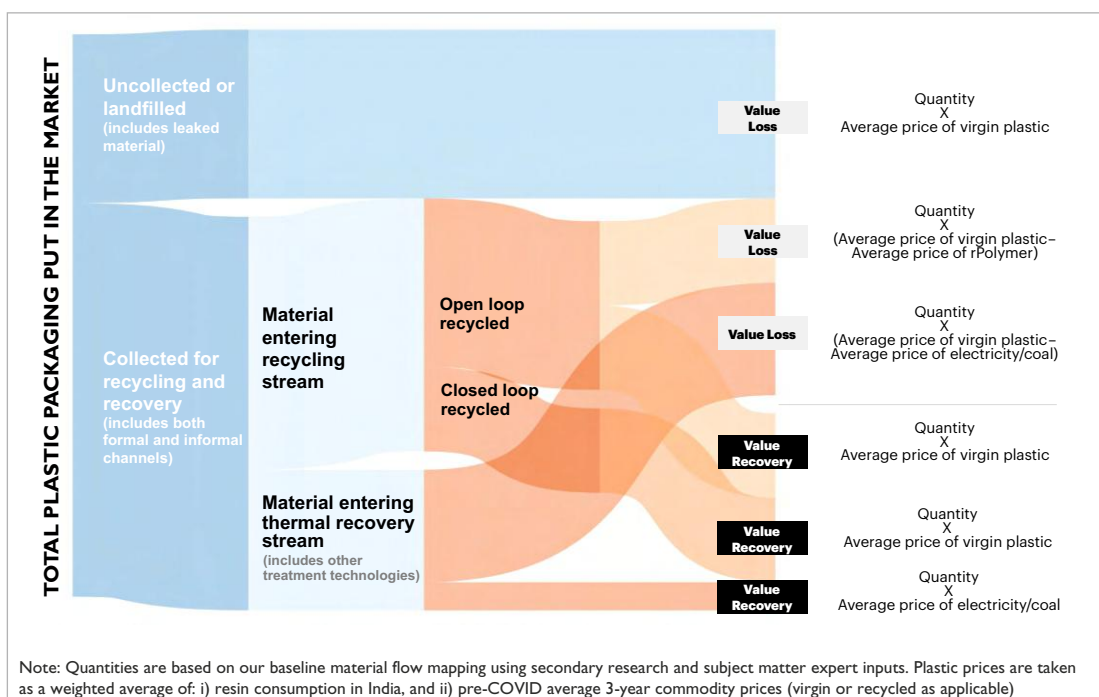 TOTAL PLASTIC PACKAGING PUT IN THE MARKET
Uncollected or
landfilled
(includes leaked
material)
Collected for
recycling and
recovery
(includes both
formal and informal
channels)
Material
entering
recycling
stream
Material entering
thermal recovery
stream
(includes other
treatment technologies)
Open loop
recycled
Closed loop
recycled
Value
Loss
Quantity
X
Average price of virgin plastic
Value
Loss
Quantity
X
(Average price of virgin plastic–
Average price of rPolymer)
Value Loss
Quantity
X
(Average price of virgin plastic–
Average price of electricity/coal)
Value
Recovery
Quantity
X
Average price of virgin plastic
Value
Recovery
Quantity
X
Average price of virgin plastic
Value
Recovery
Quantity
X
Average price of electricity/coal
Note: Quantities are based on our baseline material flow mapping using secondary research and subject matter expert inputs. Plastic prices are taken
as a weighted average of: i) resin consumption in India, and ii) pre-COVID average 3-year commodity prices (virgin or recycled as applicable)